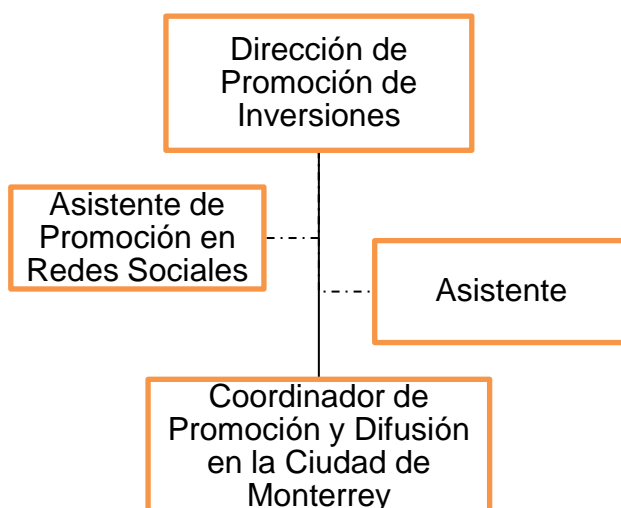 Dirección de
Promoción de
Inversiones
Asistente de
Promoción en
Redes Sociales
Asistente
Coordinador de
Promoción y Difusión
en la Ciudad de
Monterrey